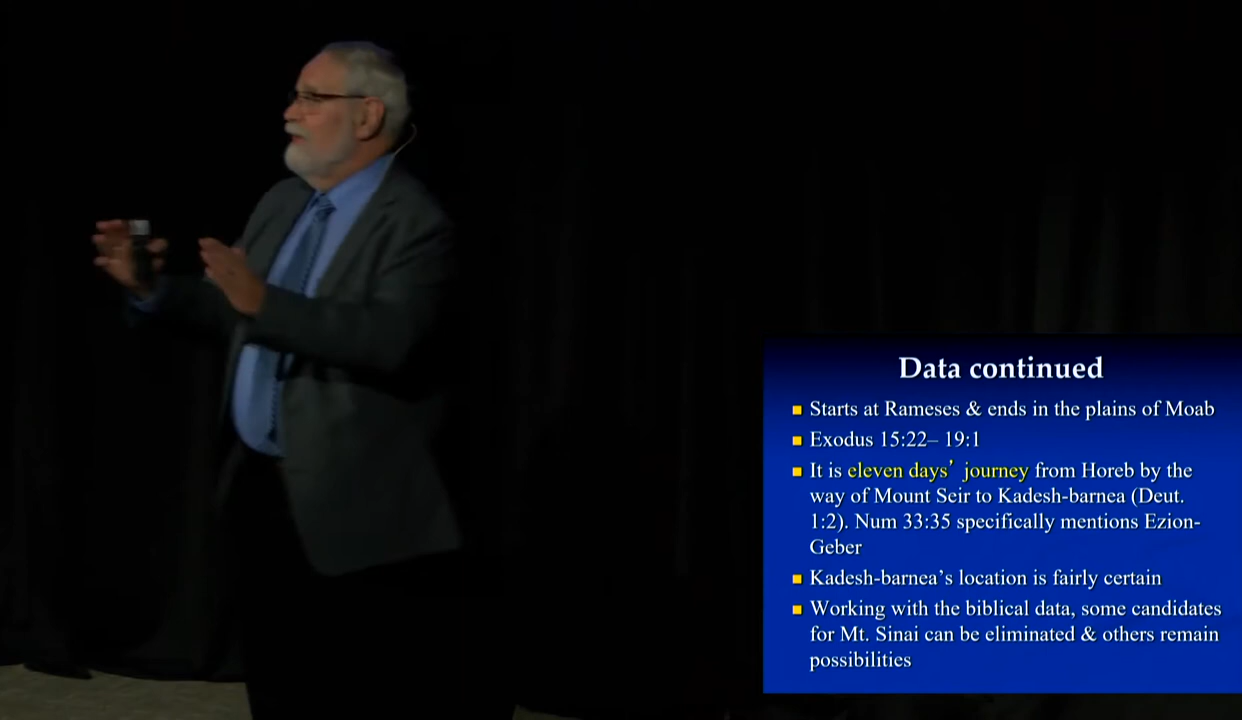 Data continued
Starts at Rameses & ends in the plains of Moab
Exodus 15:22– 19:1
It is eleven days’ journey from Horeb by the
way of Mount Seir to Kadesh-barnea (Deut.
1:2). Num 33:35 specifically mentions Ezion-
Geber
Kadesh-barnea’s location is fairly certain
Working with the biblical data, some candidates
for Mt. Sinai can be eliminated & others remain
possibilities